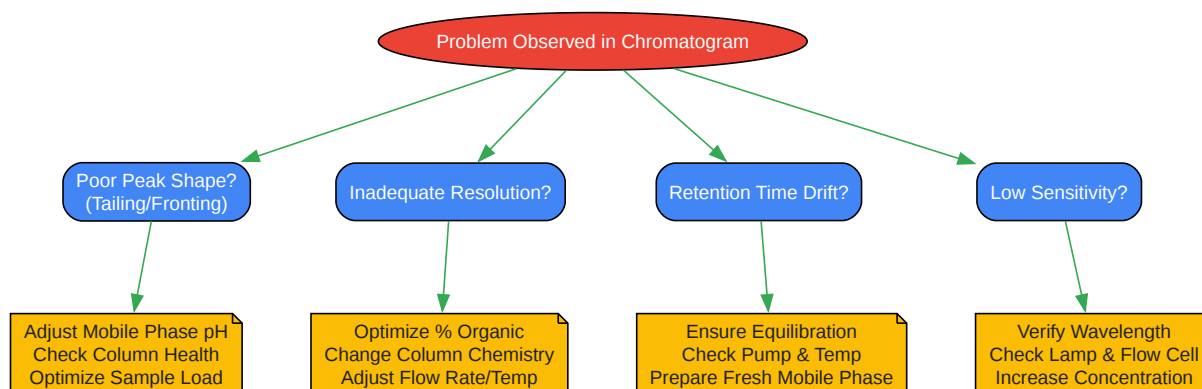 Problem Observed in Chromatogram
Poor Peak Shape?
(Tailing/Fronting)
Inadequate Resolution?
Retention Time Drift?
Low Sensitivity?
Adjust Mobile Phase pH
Check Column Health
Optimize Sample Load
Optimize % Organic
Change Column Chemistry
Adjust Flow Rate/Temp
Ensure Equilibration
Check Pump & Temp
Prepare Fresh Mobile Phase
Verify Wavelength
Check Lamp & Flow Cell
Increase Concentration